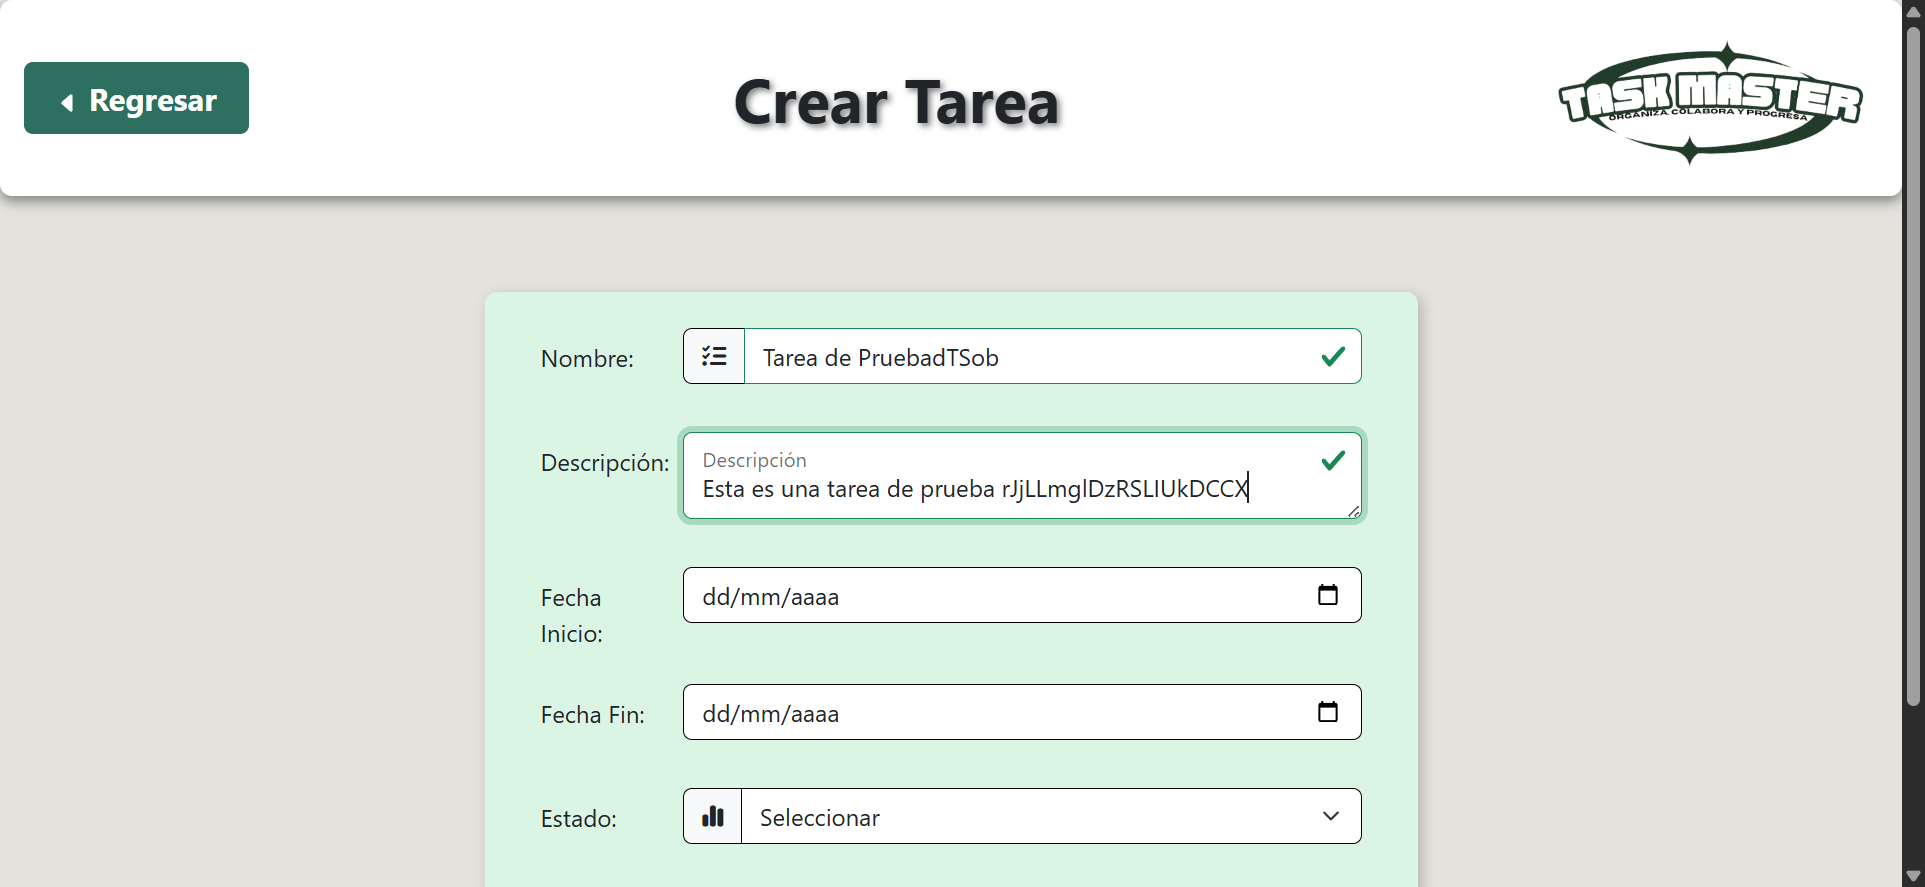 Regresar
Crear Tarea
TASK MASTER
ORGANIZA, COLABORA Y PROGRESA
Nombre:
Tarea de PruebadTSob
Descripción:
Descripción
Esta es una tarea de prueba rJjLLmglDzRSLIUkDCCX
Fecha
Inicio:
dd/mm/aaaa
Fecha Fin:
dd/mm/aaaa
Estado:
Seleccionar